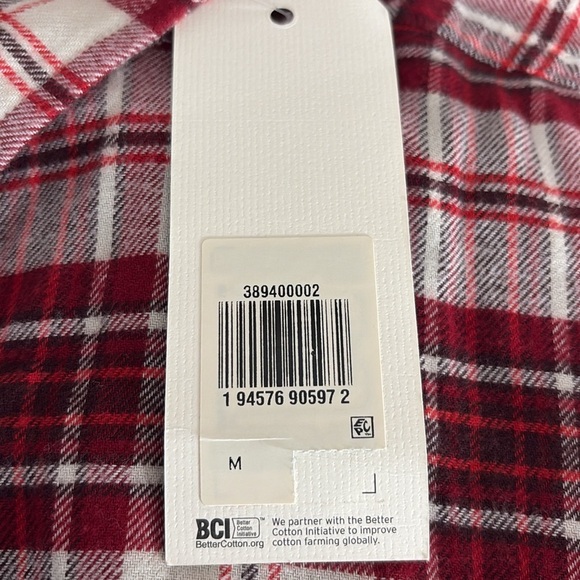 389400002
1 94576 90597 2
M
BCI Better Cotton Initiative™
BetterCotton.org
We partner with the Better
Cotton Initiative to improve
cotton farming globally.